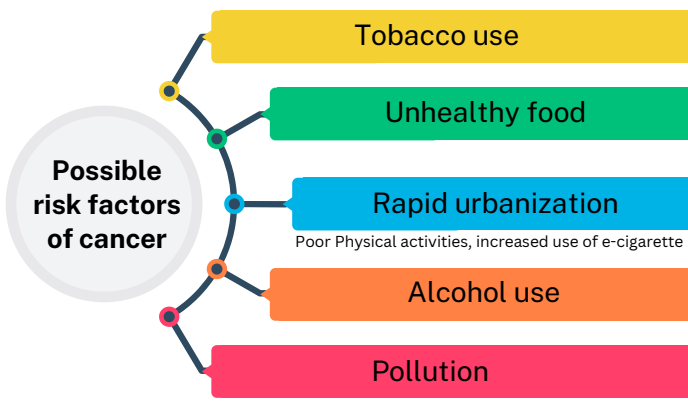 Possible
risk factors
of cancer
Tobacco use
Unhealthy food
Rapid urbanization
Poor Physical activities, increased use of e-cigarette
Alcohol use
Pollution